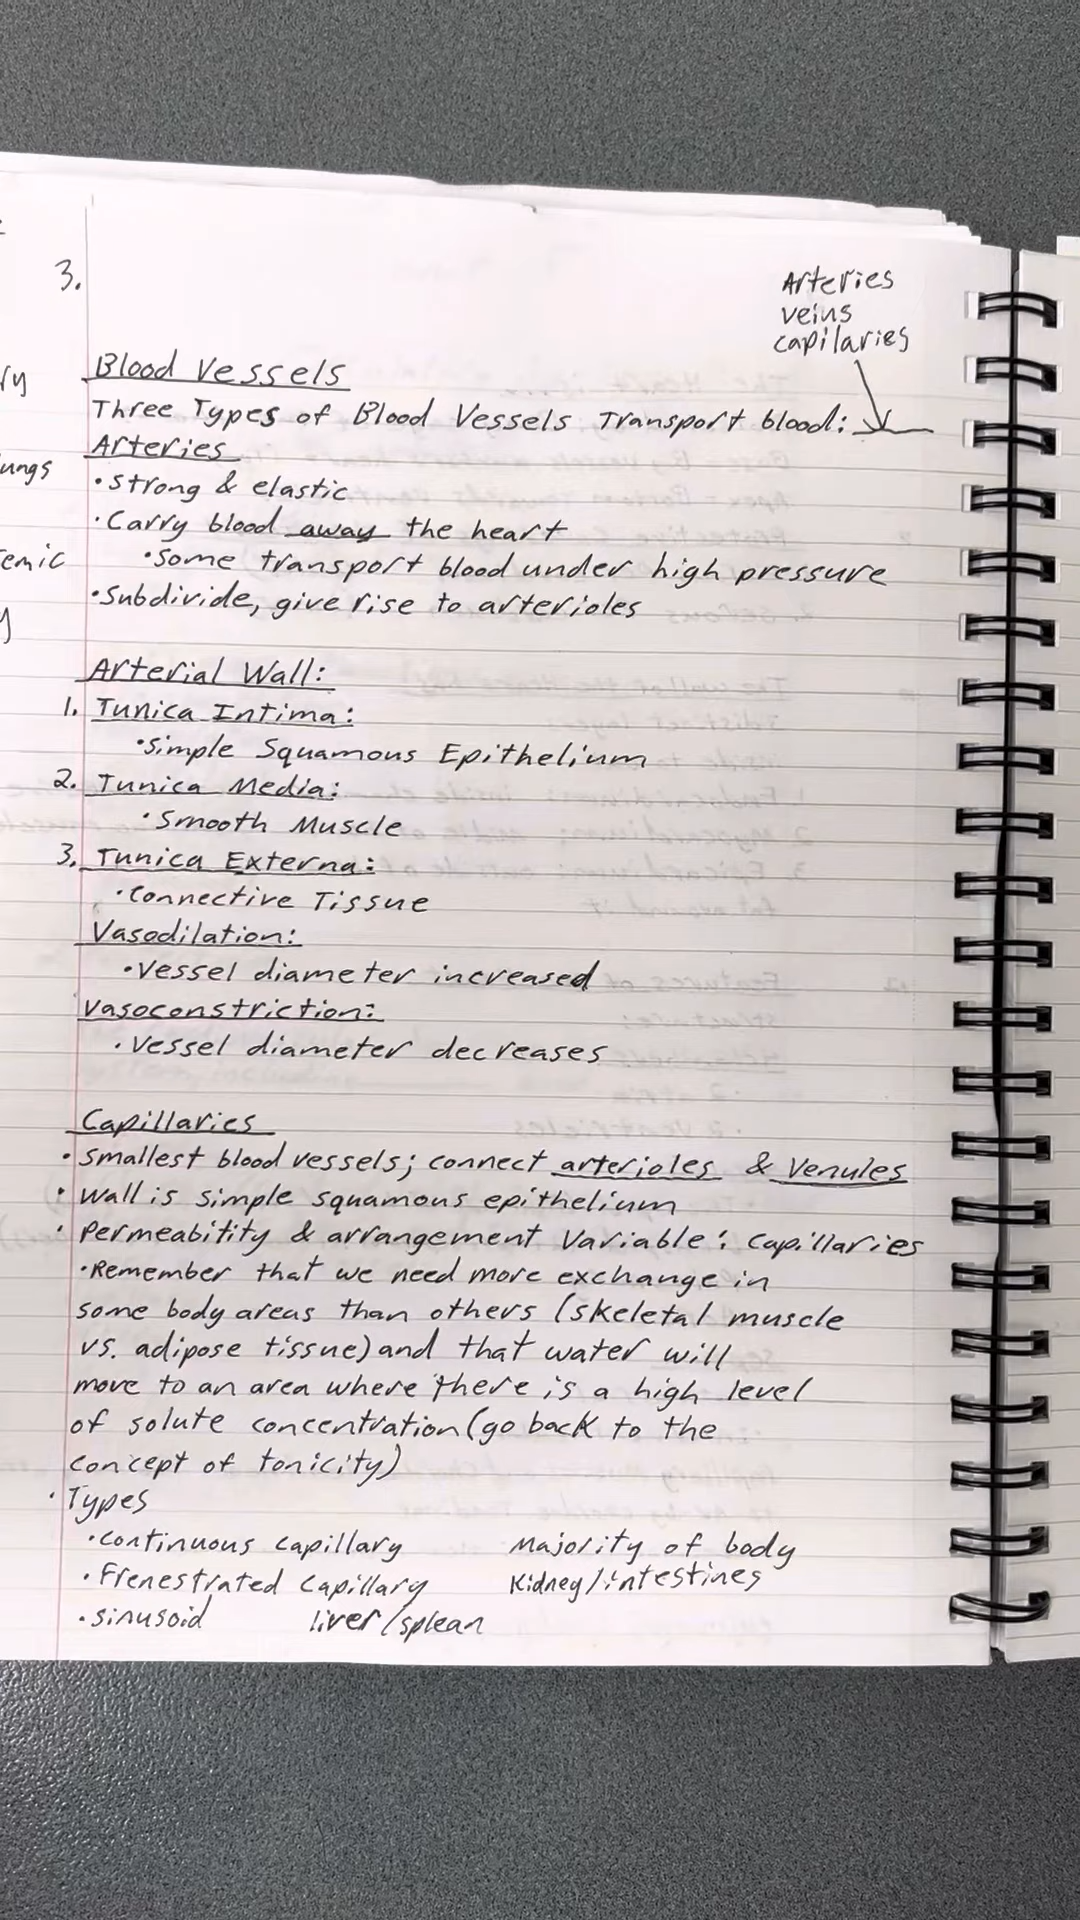 3.
Arteries
veins
capilaries
Blood Vessels
Three Types of Blood Vessels Transport blood:
Arteries
• Strong & elastic
• Carry blood away the heart
• Some transport blood under high pressure
• Subdivide, give rise to arterioles
Arterial Wall:
1. Tunica Intima:
• Simple Squamous Epithelium
2. Tunica Media:
• Smooth Muscle
3. Tunica Externa:
• Connective Tissue
Vasodilation:
• Vessel diameter increased
Vasoconstriction:
• Vessel diameter decreases
Capillaries
• Smallest blood vessels; connect arterioles & Venules
• Wall is simple squamous epithelium
• Permeabitity & arrangement Variable: Capillaries
• Remember that we need more exchange in
some body areas than others (skeletal muscle
vs. adipose tissue) and that water will
move to an area where there is a high level
of solute concentration (go back to the
concept of tonicity)
• Types
• Continuous Capillary Majority of body
• Frenestrated Capillary Kidney/intestines
• sinusoid liver/splean